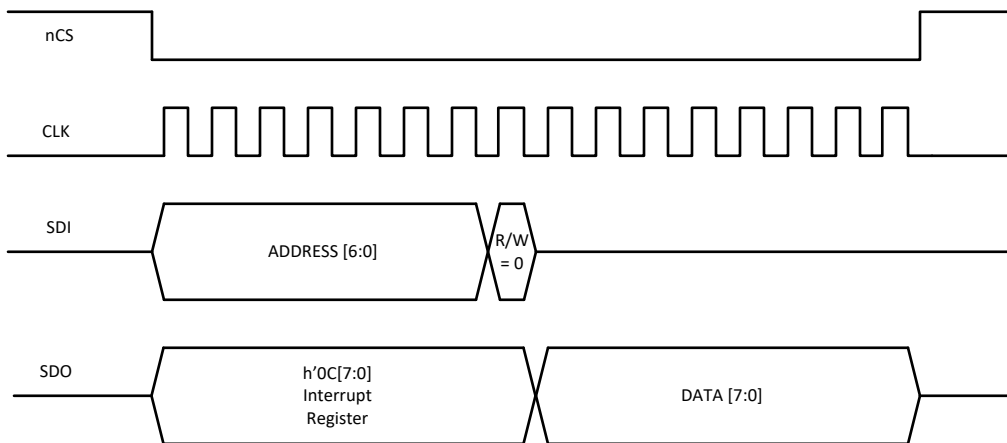 nCS
CLK
SDI
ADDRESS [6:0]
R/W
= 0
SDO
h'0C[7:0]
Interrupt
Register
DATA [7:0]